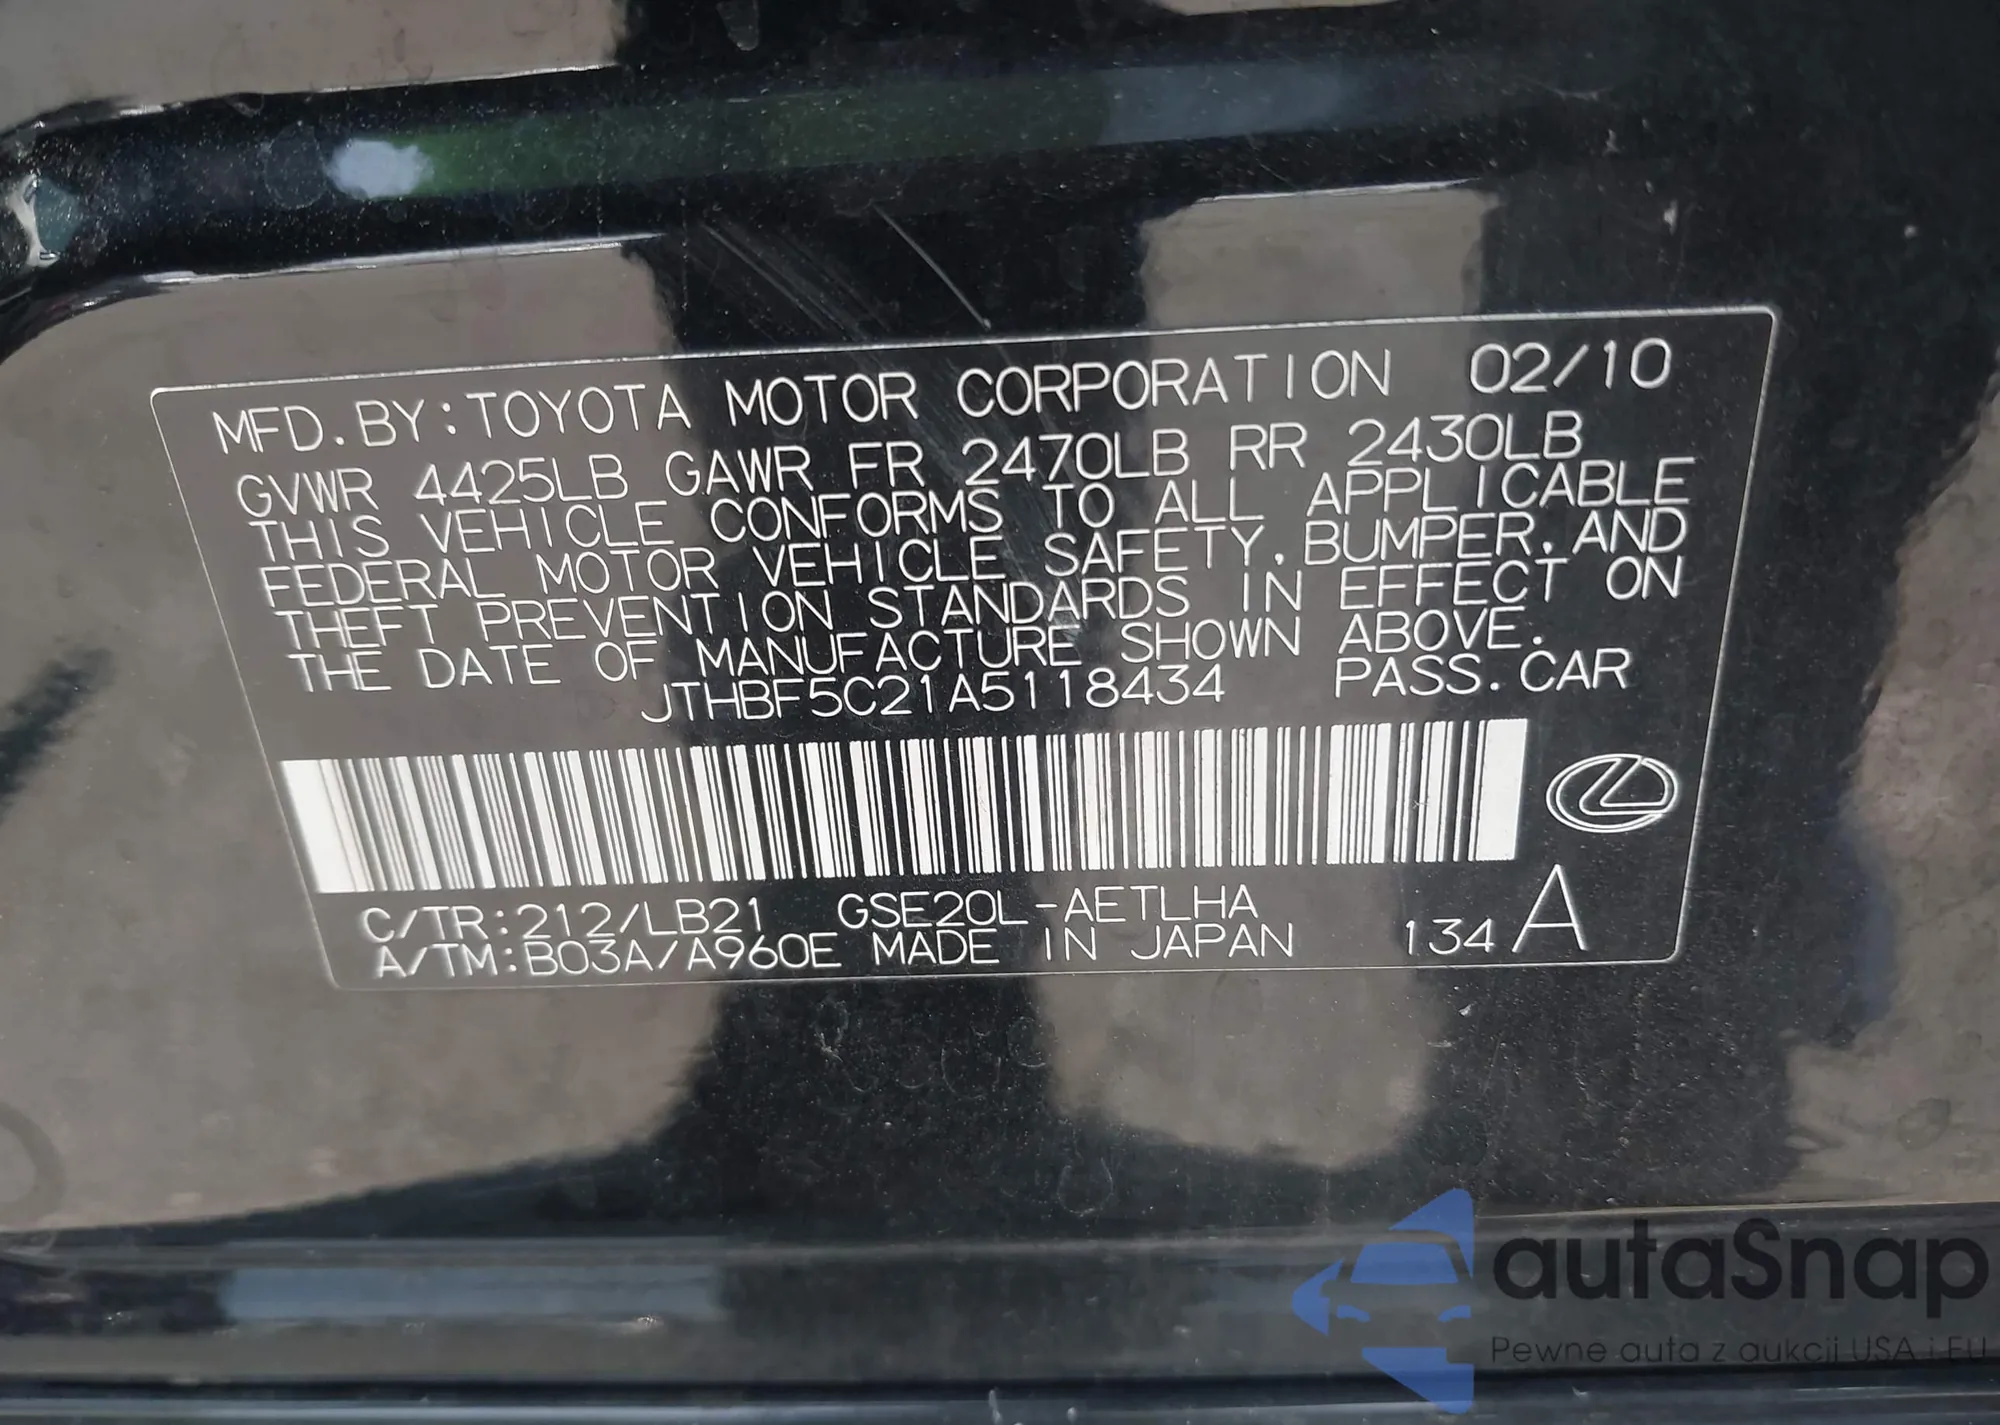 MFD.BY:TOYOTA MOTOR CORPORATION 02/10
GVWR 4425LB GAWR FR 2470LB RR 2430LB
THIS VEHICLE CONFORMS TO ALL APPLICABLE
FEDERAL MOTOR VEHICLE SAFETY, BUMPER, AND
THEFT PREVENTION STANDARDS IN EFFECT ON
THE DATE OF MANUFACTURE SHOWN ABOVE.
JTHBF5C21A5118434 PASS.CAR
C/TR:212/LB21 GSE20L-AETLHA
A/TM:B03A/A960E MADE IN JAPAN 134 A
autaSnap
Pewne auta z aukcji USA i EU